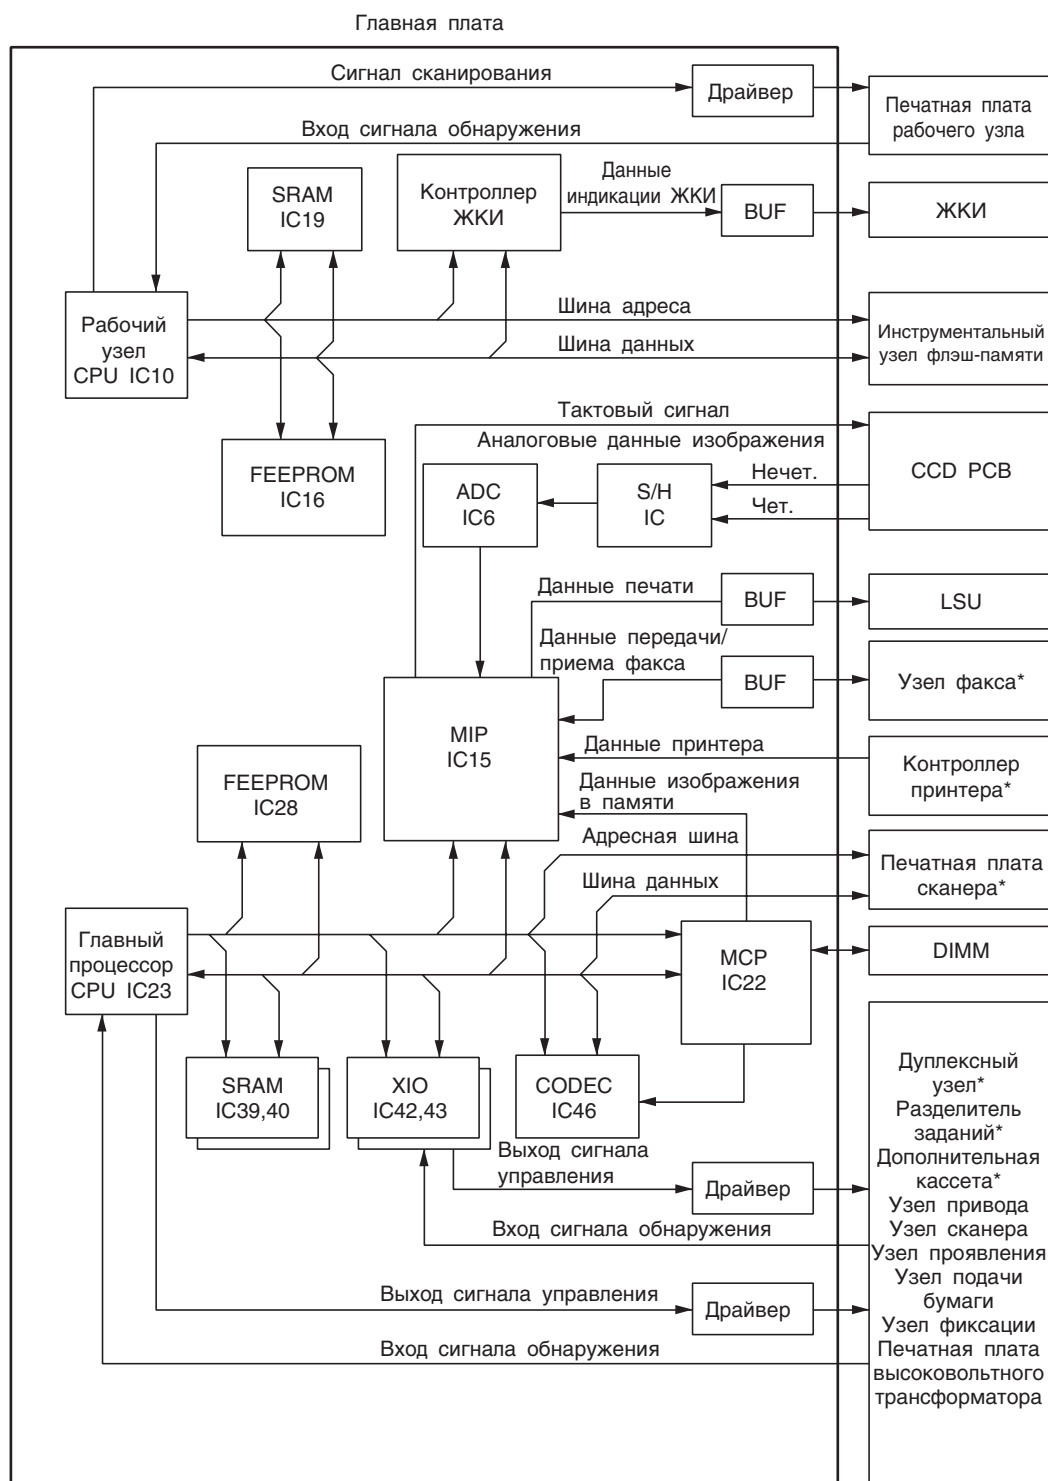 Главная плата
Сигнал сканирования
Драйвер
Печатная плата
рабочего узла
Вход сигнала обнаружения
SRAM
IC19
Контроллер
ЖКИ
Данные
индикации ЖКИ
BUF
ЖКИ
Рабочий
узел
CPU IC10
Шина адреса
Шина данных
Инструментальный
узел флэш-памяти
FEEPROM
IC16
Тактовый сигнал
Аналоговые данные изображения
ADC
IC6
S/H
IC
Нечет.
Чет.
CCD PCB
Данные печати
BUF
LSU
Данные передачи/
приема факса
BUF
Узел факса*
MIP
IC15
Данные принтера
Контроллер
принтера*
FEEPROM
IC28
Данные изображения
в памяти
Адресная шина
Шина данных
Печатная плата
сканера*
Главный
процессор
CPU IC23
MCP
IC22
DIMM
SRAM
IC39,40
XIO
IC42,43
CODEC
IC46
Выход сигнала
управления
Драйвер
Вход сигнала обнаружения
Выход сигнала управления
Драйвер
Вход сигнала обнаружения
Дуплексный
узел*
Разделитель
заданий*
Дополнительная
кассета*
Узел привода
Узел сканера
Узел проявления
Узел подачи
бумаги
Узел фиксации
Печатная плата
высоковольтного
трансформатора